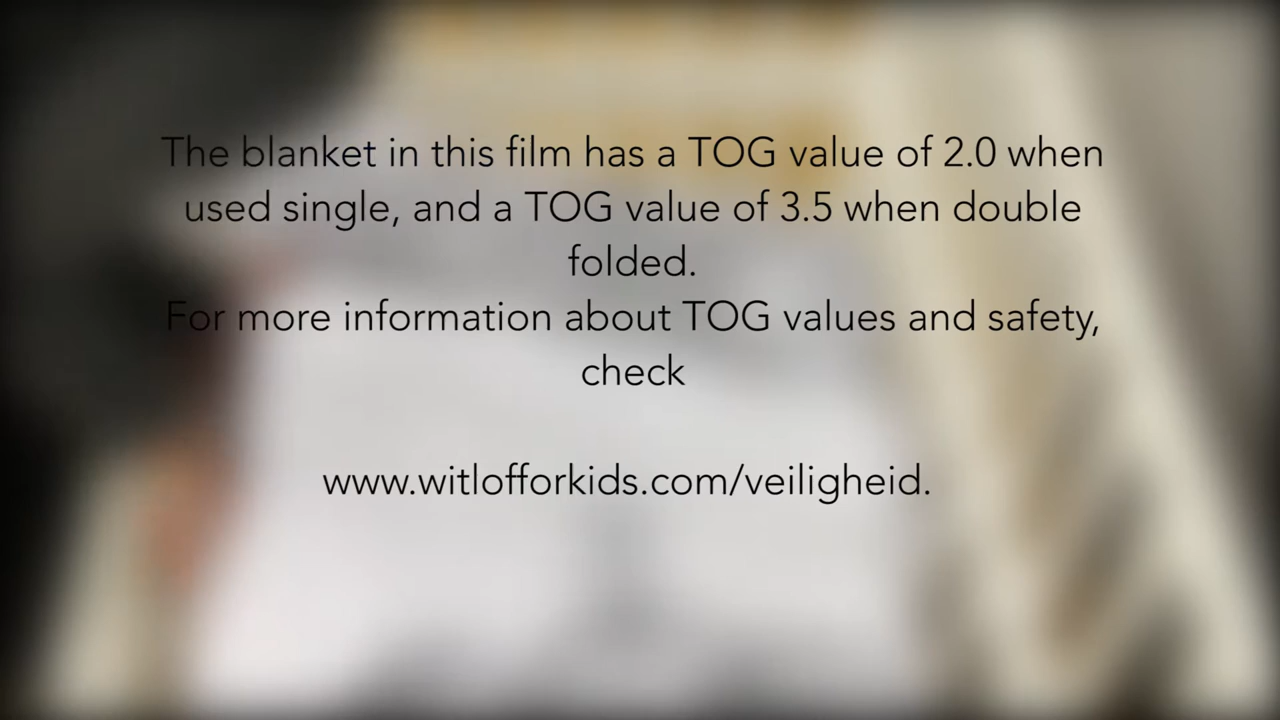 The blanket in this film has a TOG value of 2.0 when
used single, and a TOG value of 3.5 when double
folded.
For more information about TOG values and safety,
check
www.witlofforkids.com/veiligheid.